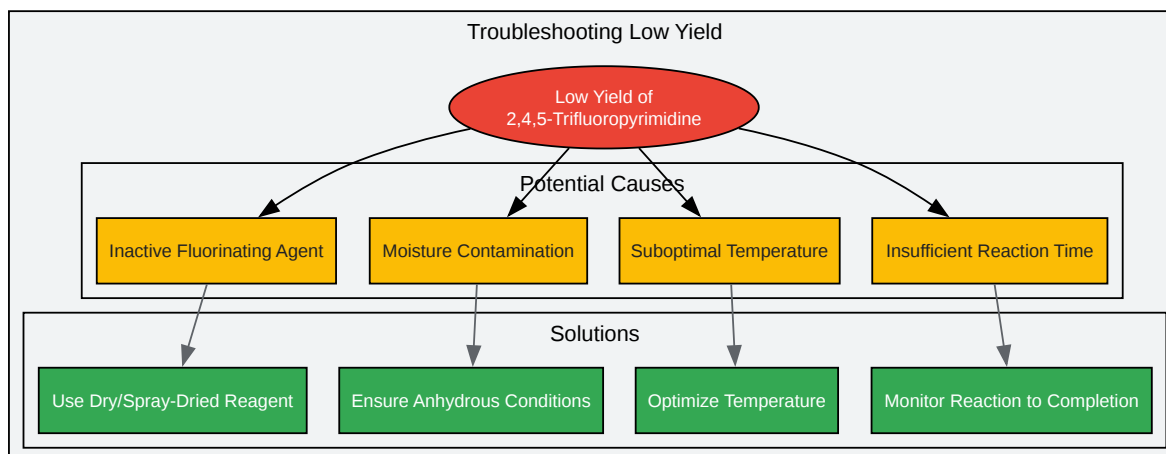 Troubleshooting Low Yield
Low Yield of
2,4,5-Trifluoropyrimidine
Potential Causes
Inactive Fluorinating Agent
Moisture Contamination
Suboptimal Temperature
Insufficient Reaction Time
Solutions
Use Dry/Spray-Dried Reagent
Ensure Anhydrous Conditions
Optimize Temperature
Monitor Reaction to Completion